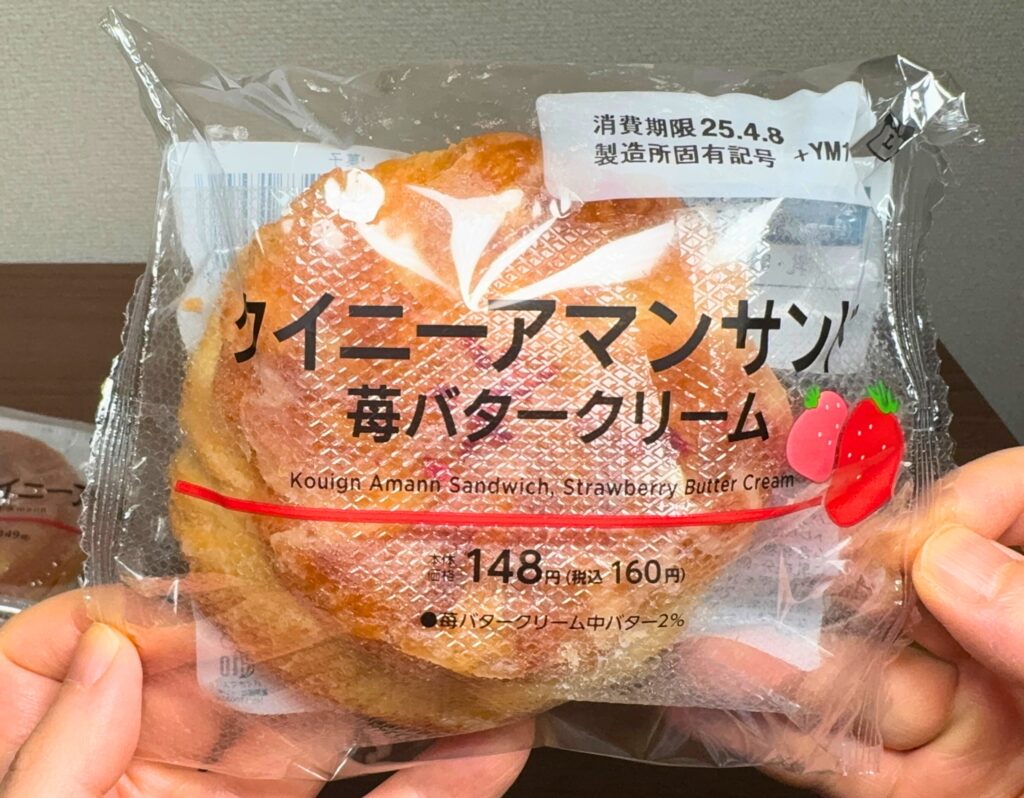 消費期限 25.4.8
製造所固有記号 +YM1
クイニーアマンサンド
苺バタークリーム
Kouign Amann Sandwich, Strawberry Butter Cream
本体価格 148円(税込 160円)
●苺バタークリーム中バター2%